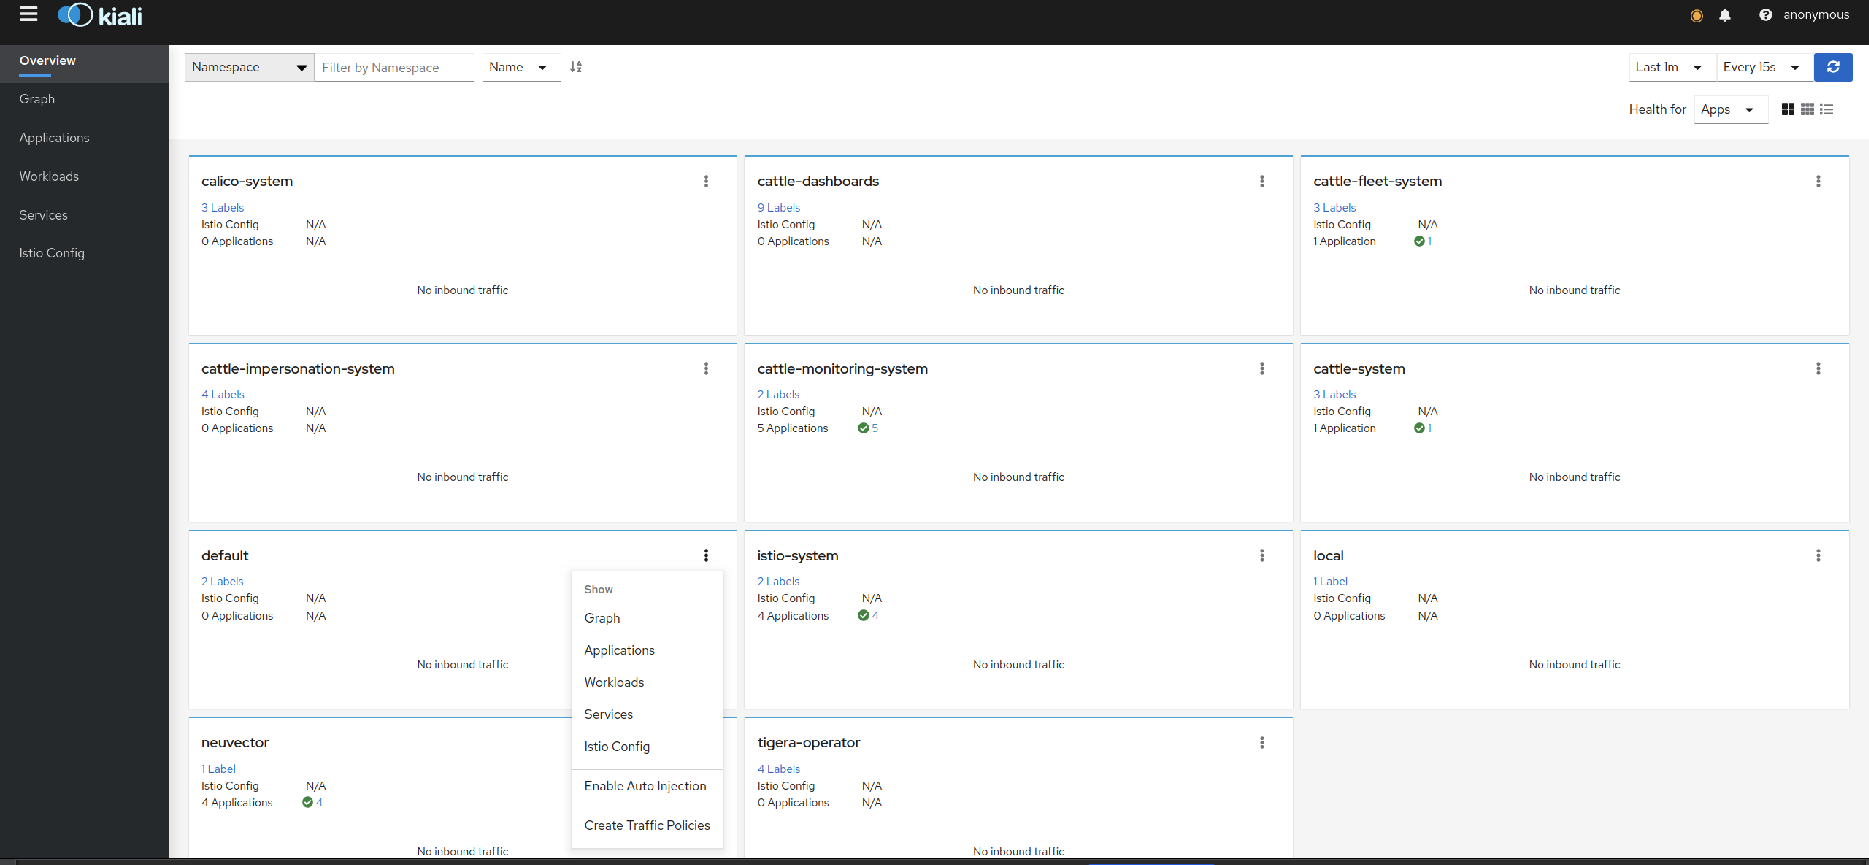 kiali
anonymous
Overview
Graph
Applications
Workloads
Services
Istio Config
Namespace
Filter by Namespace
Name
Last 1m
Every 15s
Health for
Apps
calico-system
3 Labels
Istio Config N/A
0 Applications N/A
No inbound traffic
cattle-dashboards
9 Labels
Istio Config N/A
0 Applications N/A
No inbound traffic
cattle-fleet-system
3 Labels
Istio Config N/A
1 Application 1
No inbound traffic
cattle-impersonation-system
4 Labels
Istio Config N/A
0 Applications N/A
No inbound traffic
cattle-monitoring-system
2 Labels
Istio Config N/A
5 Applications 5
No inbound traffic
cattle-system
3 Labels
Istio Config N/A
1 Application 1
No inbound traffic
default
2 Labels
Istio Config N/A
0 Applications N/A
No inbound traffic
Show
Graph
Applications
Workloads
Services
Istio Config
Enable Auto Injection
Create Traffic Policies
istio-system
2 Labels
Istio Config N/A
4 Applications 4
No inbound traffic
local
1 Label
Istio Config N/A
0 Applications N/A
No inbound traffic
neuvector
1 Label
Istio Config N/A
4 Applications 4
No inbound traffic
tigera-operator
4 Labels
Istio Config N/A
0 Applications N/A
No inbound traffic